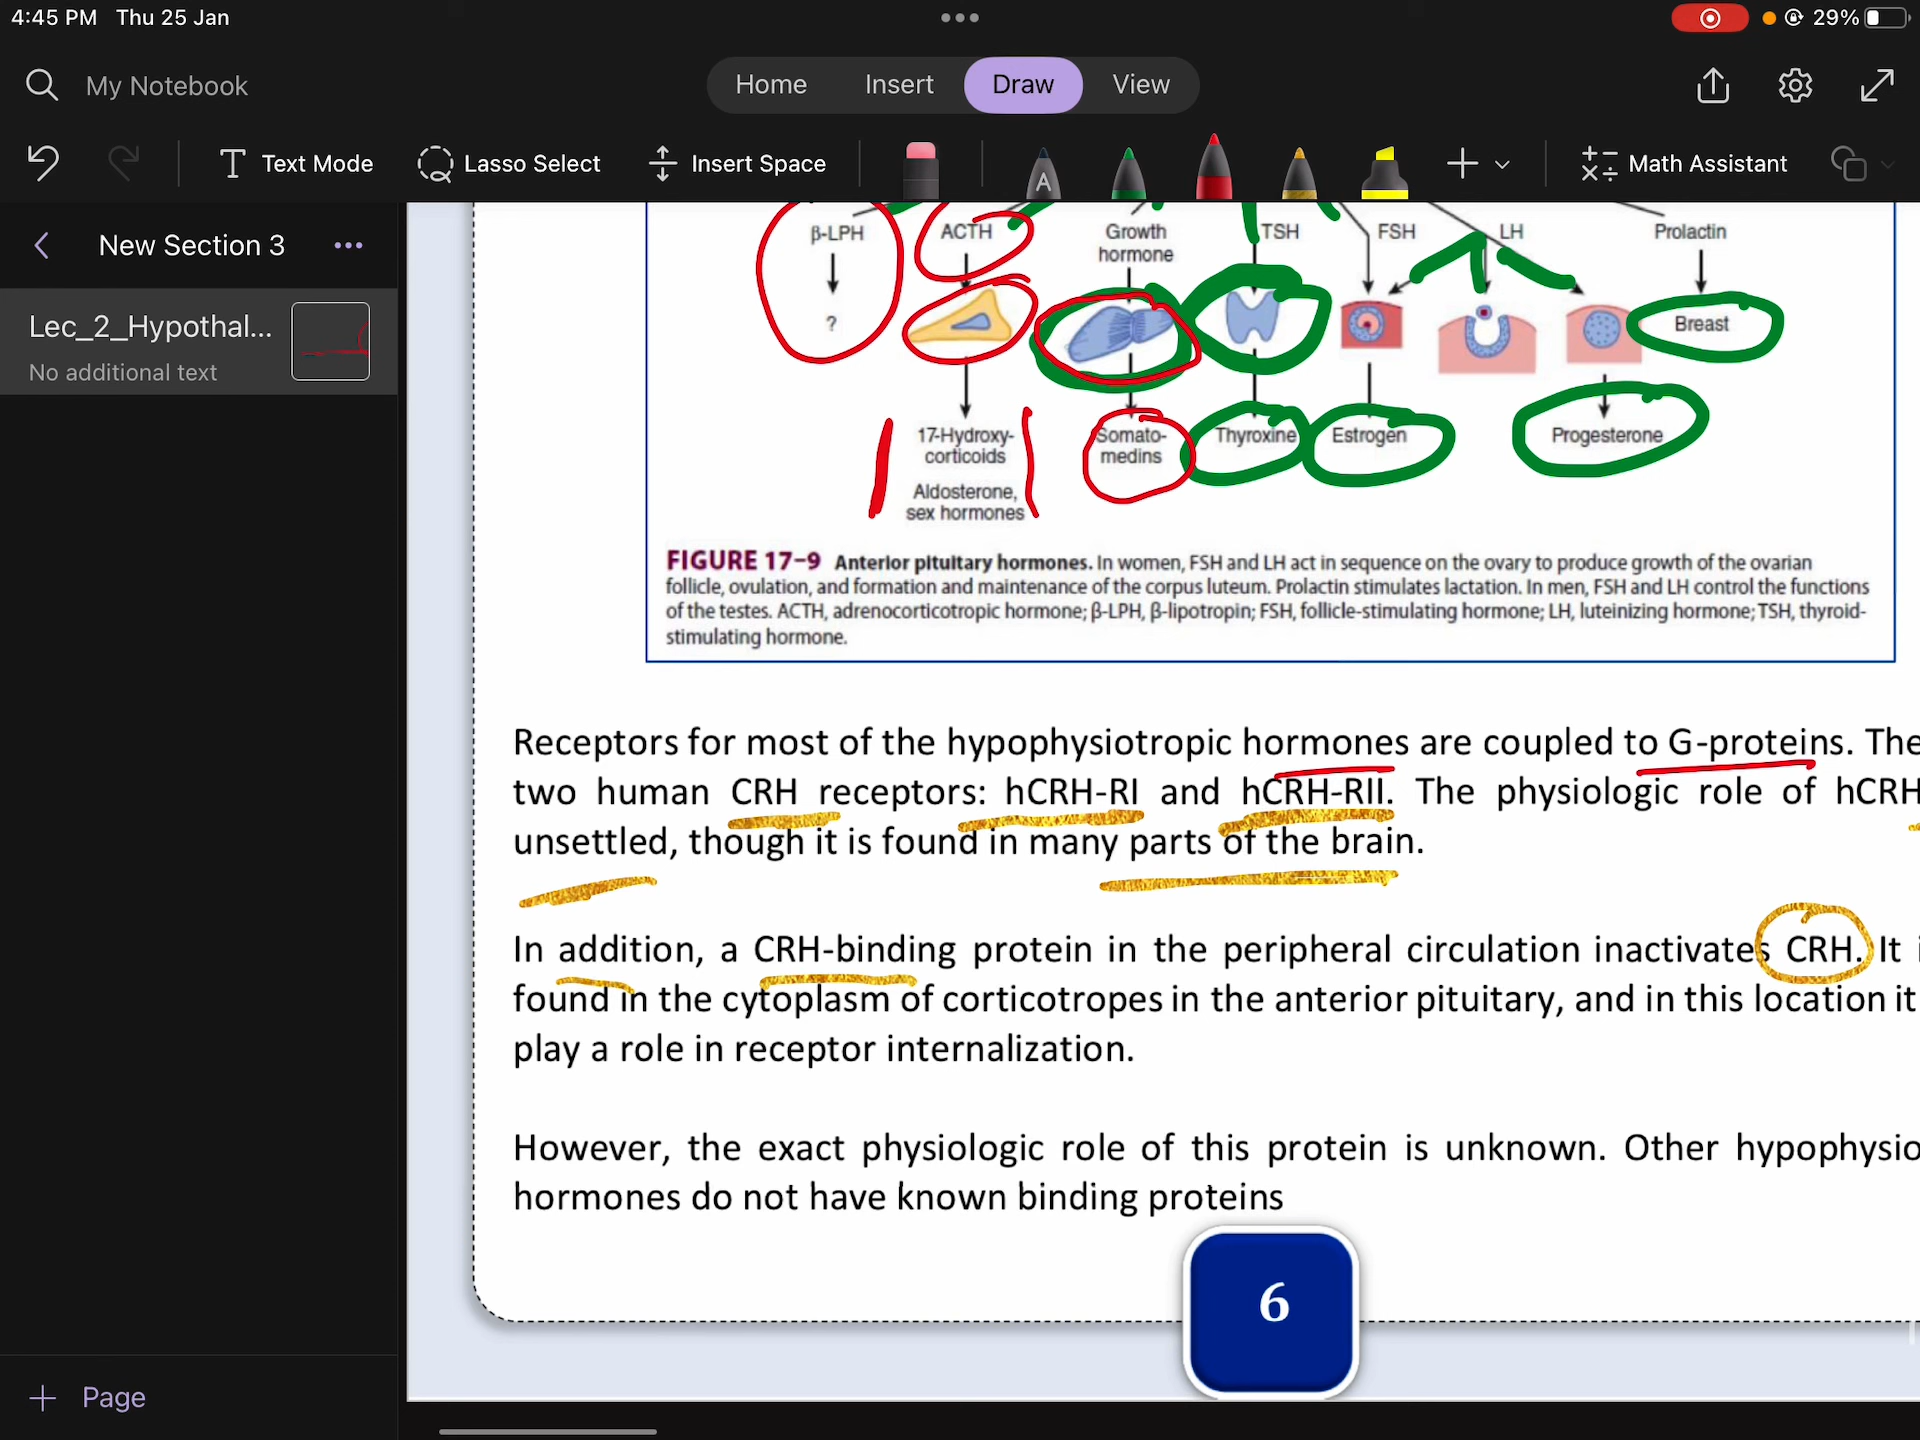 4:45 PM Thu 25 Jan
29%
My Notebook
Home Insert Draw View
Text Mode Lasso Select Insert Space A Math Assistant
New Section 3
Lec_2_Hypothal...
No additional text
β-LPH ACTH Growth hormone TSH FSH LH Prolactin
?
Breast
17-Hydroxy-
corticoids
Aldosterone,
sex hormones
Somato-
medins
Thyroxine
Estrogen
Progesterone
FIGURE 17–9 Anterior pituitary hormones. In women, FSH and LH act in sequence on the ovary to produce growth of the ovarian
follicle, ovulation, and formation and maintenance of the corpus luteum. Prolactin stimulates lactation. In men, FSH and LH control the functions
of the testes. ACTH, adrenocorticotropic hormone; β-LPH, β-lipotropin; FSH, follicle-stimulating hormone; LH, luteinizing hormone; TSH, thyroid-
stimulating hormone.
Receptors for most of the hypophysiotropic hormones are coupled to G-proteins. The
two human CRH receptors: hCRH-RI and hCRH-RII. The physiologic role of hCRH
unsettled, though it is found in many parts of the brain.
In addition, a CRH-binding protein in the peripheral circulation inactivates CRH. It
found in the cytoplasm of corticotropes in the anterior pituitary, and in this location it
play a role in receptor internalization.
However, the exact physiologic role of this protein is unknown. Other hypophysio
hormones do not have known binding proteins
6
Page